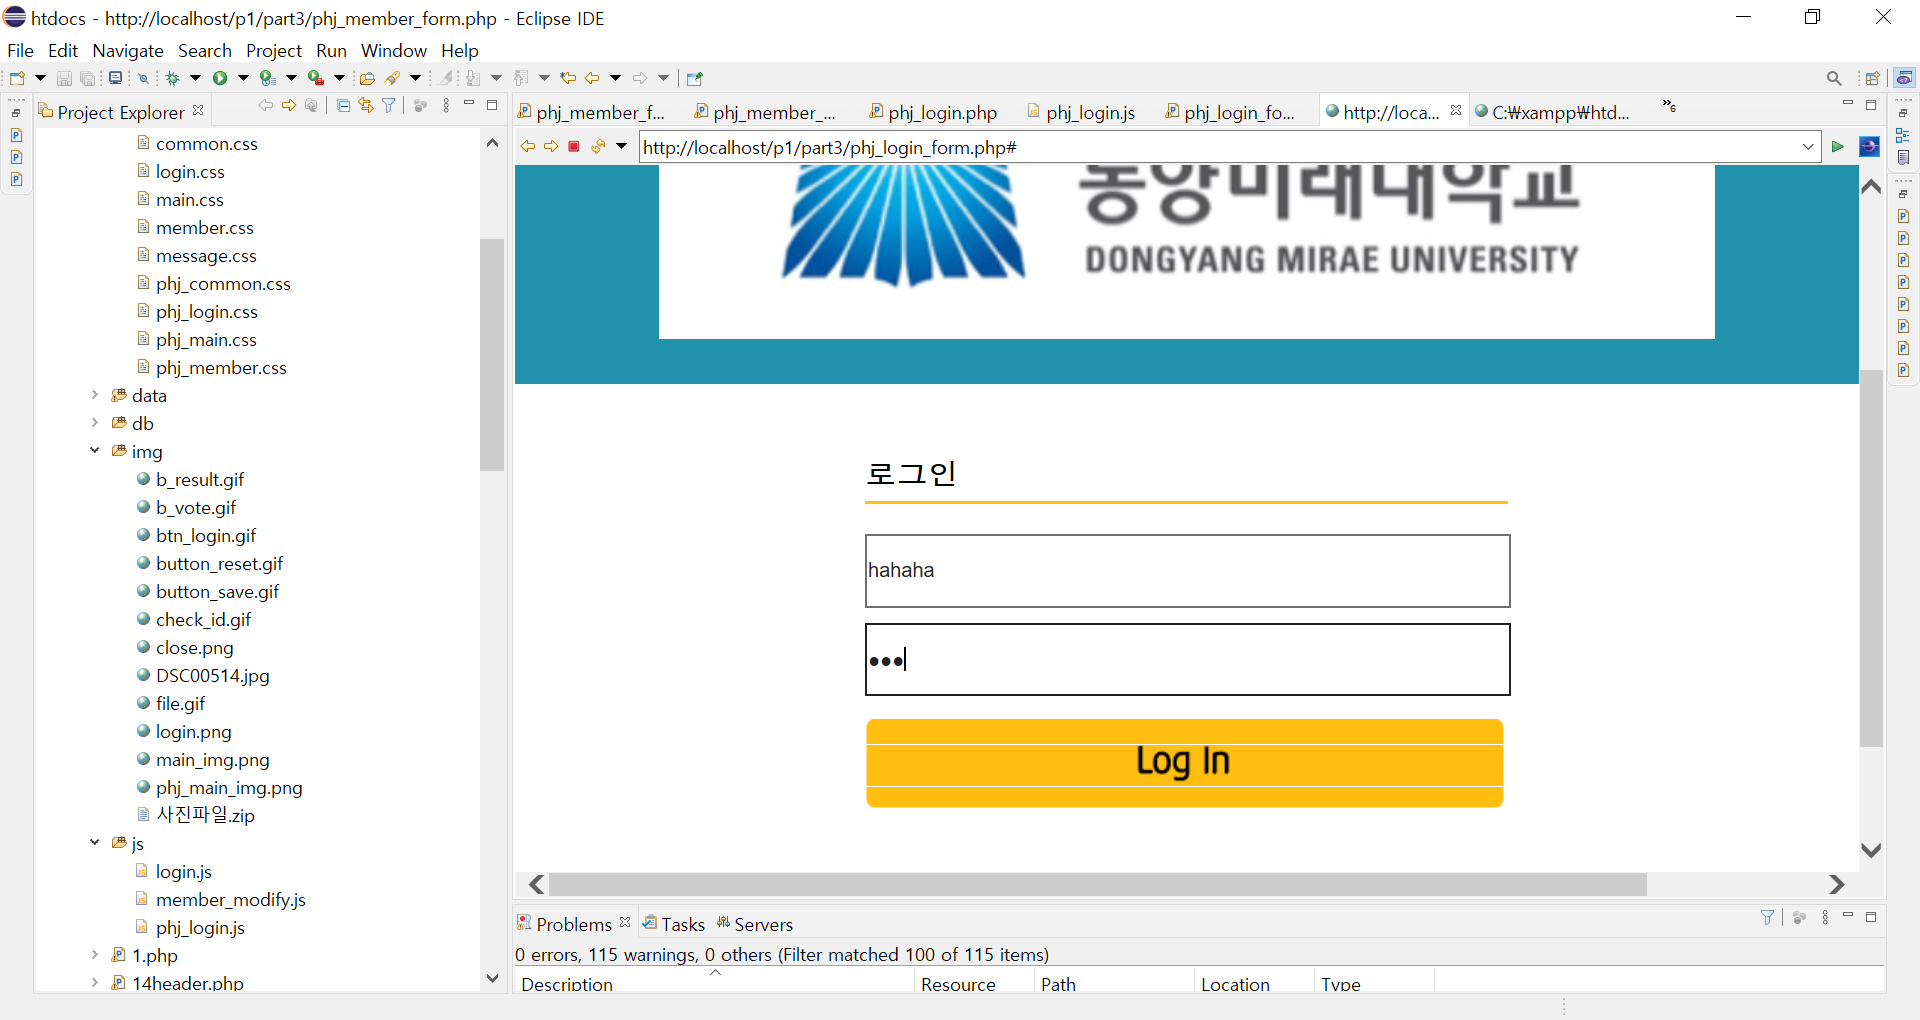 htdocs - http://localhost/p1/part3/phj_member_form.php - Eclipse IDE
File Edit Navigate Search Project Run Window Help
Project Explorer
common.css
login.css
main.css
member.css
message.css
phj_common.css
phj_login.css
phj_main.css
phj_member.css
data
db
img
b_result.gif
b_vote.gif
btn_login.gif
button_reset.gif
button_save.gif
check_id.gif
close.png
DSC00514.jpg
file.gif
login.png
main_img.png
phj_main_img.png
사진파일.zip
js
login.js
member_modify.js
phj_login.js
1.php
14header.php
phj_member_f... phj_member_... phj_login.php phj_login.js phj_login_fo... http://loca... C:₩xampp₩htd... »6
http://localhost/p1/part3/phj_login_form.php#
동양미래대학교
DONGYANG MIRAE UNIVERSITY
로그인
hahaha
•••
Log In
Problems Tasks Servers
0 errors, 115 warnings, 0 others (Filter matched 100 of 115 items)
Description Resource Path Location Type